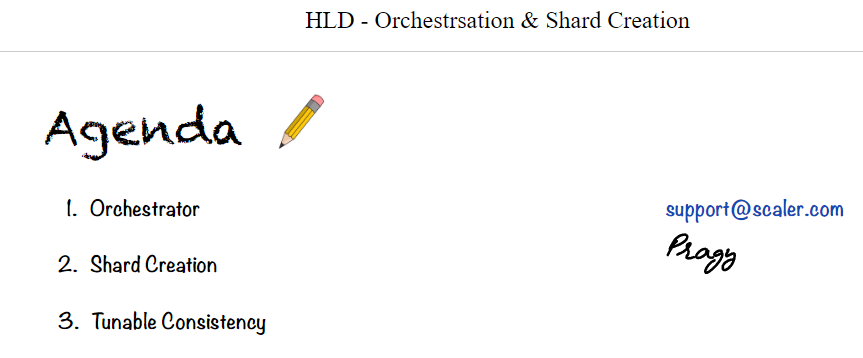 HLD - Orchestrsation & Shard Creation
Agenda
1. Orchestrator
2. Shard Creation
3. Tunable Consistency
support@scaler.com
Pragy